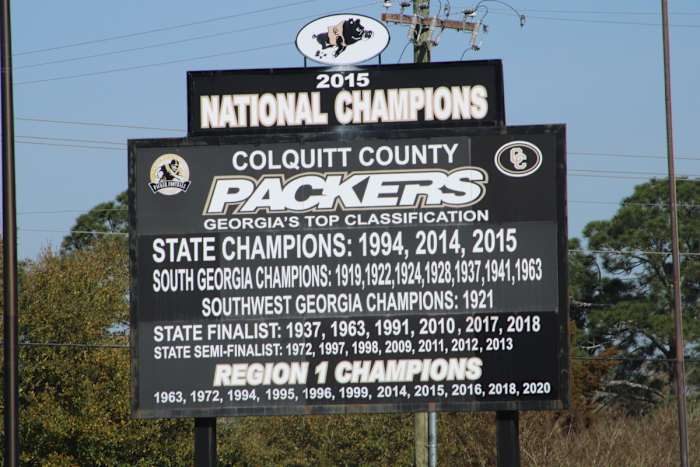 2015
NATIONAL CHAMPIONS
COLQUITT COUNTY
PACKERS
PACKER FOOTBALL
CC
GEORGIA'S TOP CLASSIFICATION
STATE CHAMPIONS: 1994, 2014, 2015
SOUTH GEORGIA CHAMPIONS: 1919,1922,1924,1928,1937,1941,1963
SOUTHWEST GEORGIA CHAMPIONS: 1921
STATE FINALIST: 1937, 1963, 1991, 2010, 2017, 2018
STATE SEMI-FINALIST: 1972, 1997, 1998, 2009, 2011, 2012, 2013
REGION 1 CHAMPIONS
1963, 1972, 1994, 1995, 1996, 1999, 2014, 2015, 2016, 2018, 2020